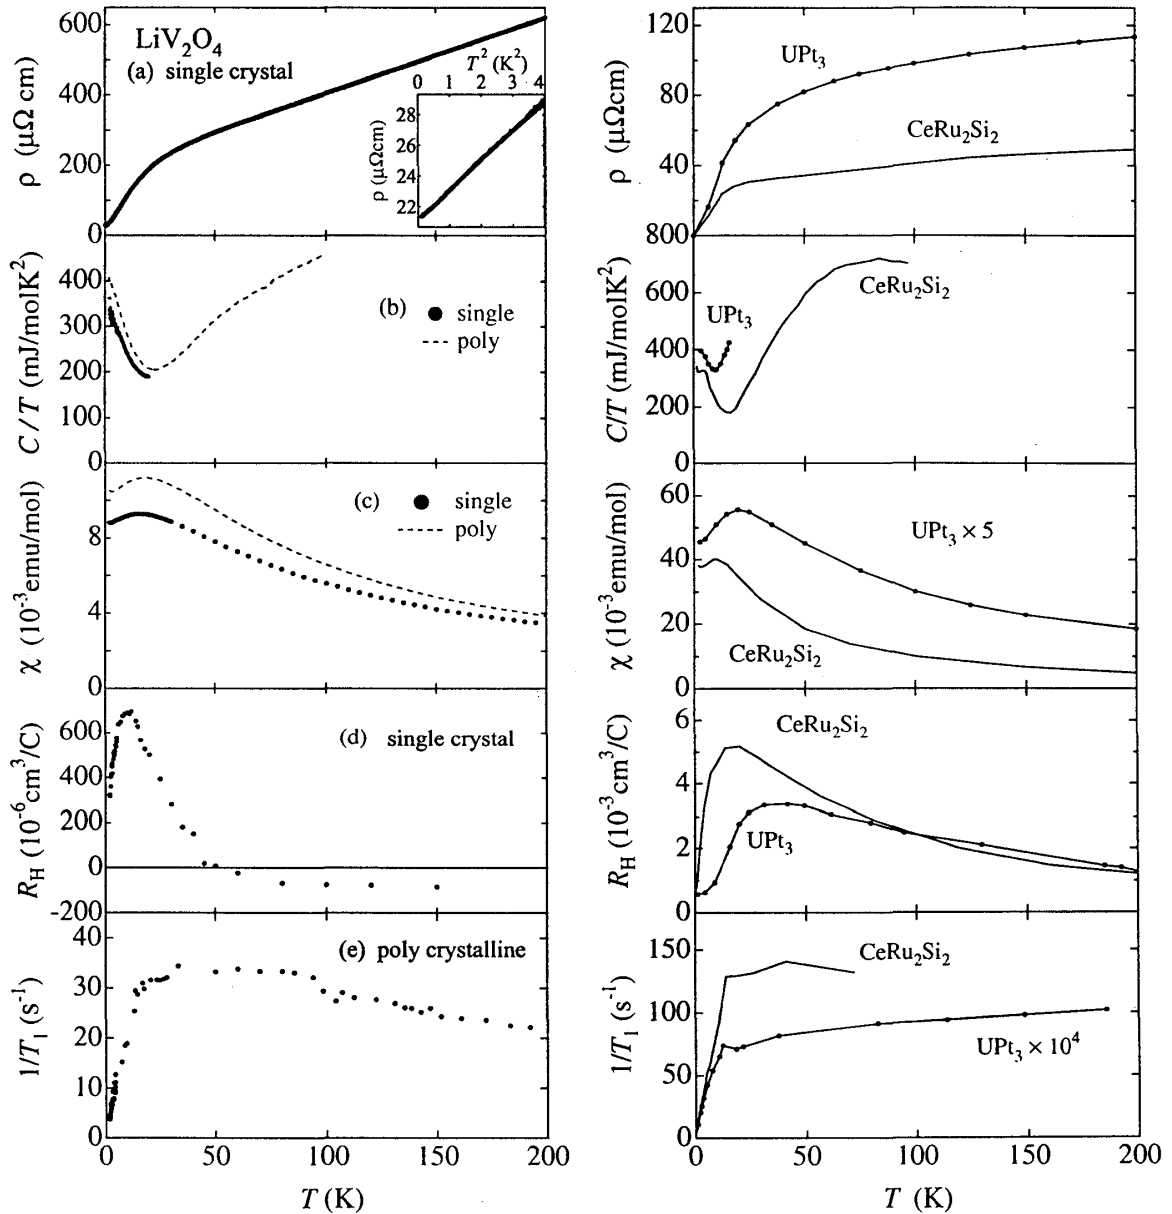 LiV₂O₄
(a) single crystal
T² (K²)
0 1 2 3 4
28
26
24
22
ρ (μΩcm)
600
400
200
0
ρ (μΩ cm)
(b)
single
poly
400
300
200
100
0
C / T (mJ/molK²)
(c)
single
poly
8
4
0
χ (10⁻³emu/mol)
(d) single crystal
600
400
200
0
-200
R_H (10⁻⁶cm³/C)
(e) poly crystalline
40
30
20
10
0
1/T₁ (s⁻¹)
0 50 100 150 200
T (K)
UPt₃
CeRu₂Si₂
120
80
40
800
ρ (μΩcm)
CeRu₂Si₂
UPt₃
600
400
200
0
C/T (mJ/molK²)
UPt₃ × 5
CeRu₂Si₂
60
40
20
0
χ (10⁻³emu/mol)
CeRu₂Si₂
UPt₃
6
4
2
0
R_H (10⁻³cm³/C)
CeRu₂Si₂
UPt₃ × 10⁴
150
100
50
0
1/T₁ (s⁻¹)
0 50 100 150 200
T (K)